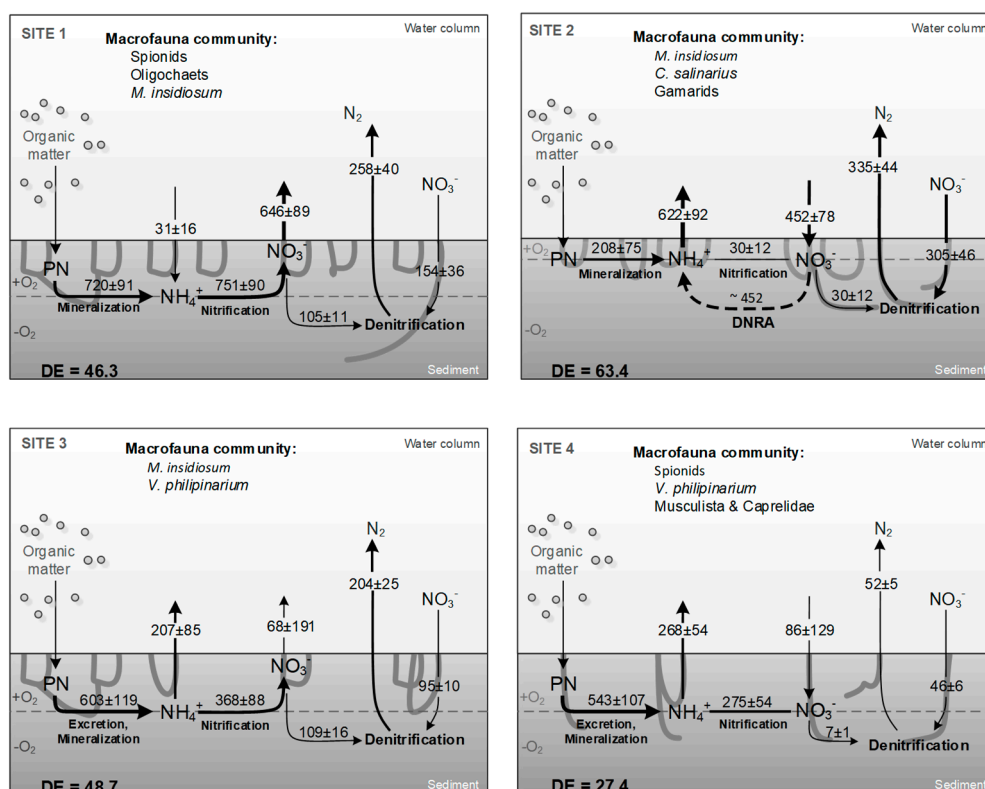 SITE 1
Water column
Macrofauna community:
Spionids
Oligochaets
M. insidiosum
N₂
Organic
matter
258±40
NO₃⁻
31±16
646±89
NO₃⁻
PN
+O₂
154±36
720±91
NH₄⁺
751±90
Mineralization
Nitrification
105±11
Denitrification
-O₂
DE = 46.3
Sediment
SITE 2
Water column
Macrofauna community:
M. insidiosum
C. salinarius
Gamarids
N₂
Organic
matter
335±44
NO₃⁻
622±92
452±78
+O₂
PN
208±75
NH₄⁺
30±12
NO₃⁻
305±46
Mineralization
Nitrification
~ 452
30±12
Denitrification
DNRA
-O₂
DE = 63.4
Sediment
SITE 3
Water column
Macrofauna community:
M. insidiosum
V. philipinarium
N₂
Organic
matter
204±25
NO₃⁻
207±85
68±191
NO₃⁻
PN
+O₂
95±10
603±119
NH₄⁺
368±88
Excretion,
Mineralization
Nitrification
109±16
Denitrification
-O₂
DE = 48.7
Sediment
SITE 4
Water column
Macrofauna community:
Spionids
V. philipinarium
Musculista & Caprelidae
N₂
Organic
matter
52±5
NO₃⁻
268±54
86±129
PN
+O₂
46±6
543±107
NH₄⁺
275±54
NO₃⁻
Excretion,
Mineralization
Nitrification
7±1
Denitrification
-O₂
DE = 27.4
Sediment